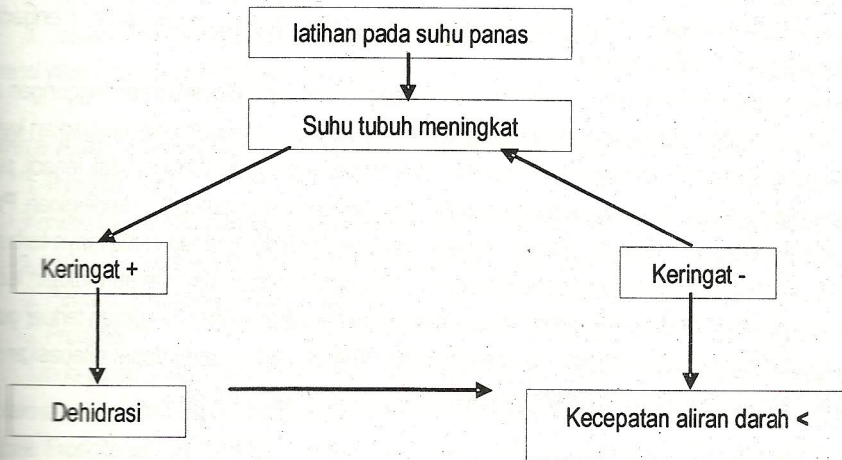 latihan pada suhu panas
Suhu tubuh meningkat
Keringat +
Keringat -
Dehidrasi
Kecepatan aliran darah <